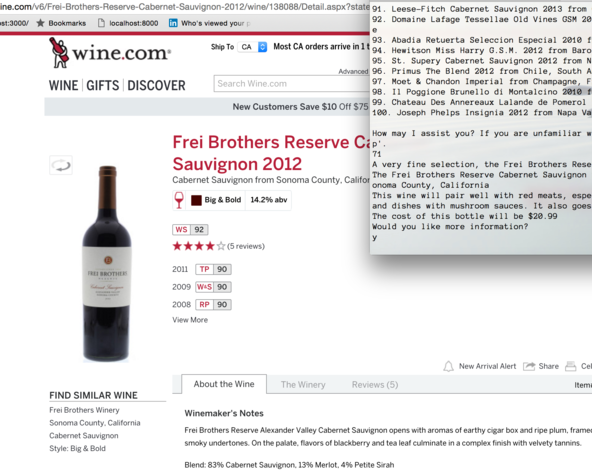 ine.com/v6/Frei-Brothers-Reserve-Cabernet-Sauvignon-2012/wine/138088/Detail.aspx?state
st:3000/ Bookmarks localhost:8000 Who's viewed your
wine.com
Ship To CA Most CA orders arrive in 1
WINE GIFTS DISCOVER
Advanced
Search Wine.com
New Customers Save $10 Off $75
Frei Brothers Reserve Ca
Sauvignon 2012
Cabernet Sauvignon from Sonoma County, Califor
Big & Bold 14.2% abv
WS 92
(5 reviews)
2011 TP 90
2009 W&S 90
2008 RP 90
View More
FREI BROTHERS
RESERVE
Cabernet Sauvignon
New Arrival Alert Share Cel
About the Wine The Winery Reviews (5) Item
FIND SIMILAR WINE
Frei Brothers Winery
Sonoma County, California
Cabernet Sauvignon
Style: Big & Bold
Winemaker's Notes
Frei Brothers Reserve Alexander Valley Cabernet Sauvignon opens with aromas of earthy cigar box and ripe plum, frame
smoky undertones. On the palate, flavors of blackberry and tea leaf culminate in a complex finish with velvety tannins.
Blend: 83% Cabernet Sauvignon, 13% Merlot, 4% Petite Sirah
91. Leese-Fitch Cabernet Sauvignon 2013 from
92. Domaine Lafage Tessellae Old Vines GSM 20
e
93. Abadia Retuerta Seleccion Especial 2010 f
94. Hewitson Miss Harry G.S.M. 2012 from Baro
95. St. Supery Cabernet Sauvignon 2012 from N
96. Primus The Blend 2012 from Chile, South A
97. Moet & Chandon Imperial from Champagne, F
98. Il Poggione Brunello di Montalcino 2010 f
99. Chateau Des Annereaux Lalande de Pomerol
100. Joseph Phelps Insignia 2012 from Napa Va
How may I assist you? If you are unfamiliar w
p'.
71
A very fine selection, the Frei Brothers Rese
The Frei Brothers Reserve Cabernet Sauvignon
onoma County, California
This wine will pair well with red meats, espe
and dishes with mushroom sauces. It also goes
The cost of this bottle will be $20.99
Would you like more information?
y